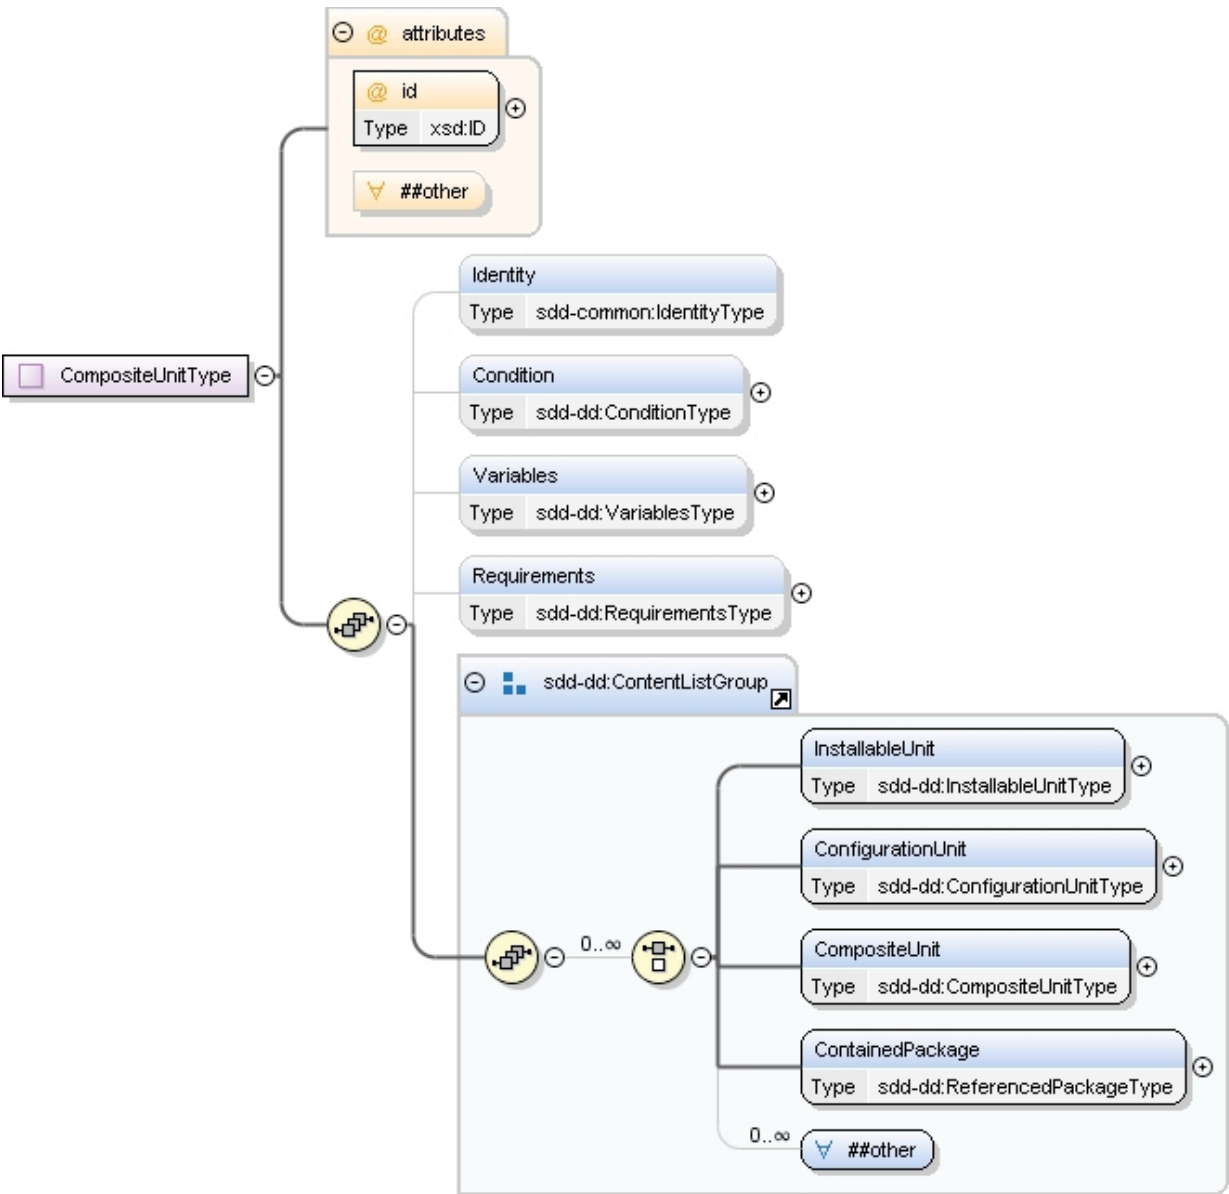 @ attributes
@ id
Type xsd:ID
∀ ##other
Identity
Type sdd-common:IdentityType
CompositeUnitType
Condition
Type sdd-dd:ConditionType
Variables
Type sdd-dd:VariablesType
Requirements
Type sdd-dd:RequirementsType
sdd-dd:ContentListGroup
InstallableUnit
Type sdd-dd:InstallableUnitType
ConfigurationUnit
Type sdd-dd:ConfigurationUnitType
0..∞
CompositeUnit
Type sdd-dd:CompositeUnitType
ContainedPackage
Type sdd-dd:ReferencedPackageType
0..∞
∀ ##other